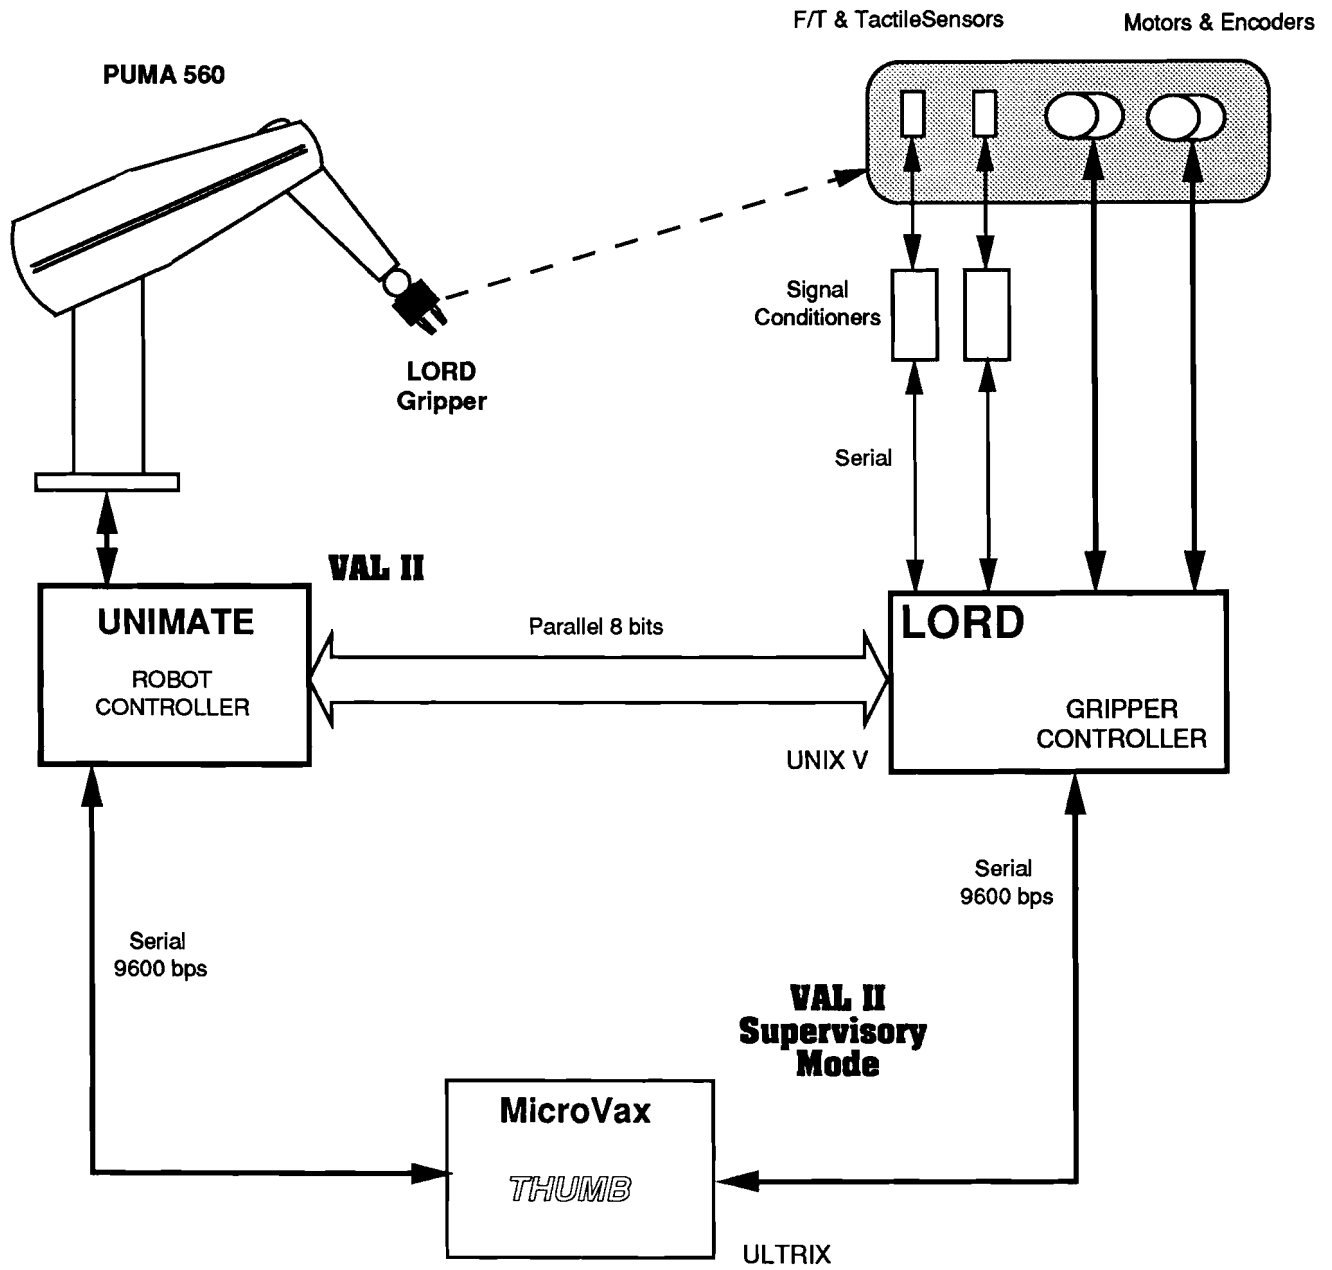 F/T & TactileSensors
Motors & Encoders
PUMA 560
Signal
Conditioners
LORD
Gripper
Serial
VAL II
UNIMATE
ROBOT
CONTROLLER
Parallel 8 bits
LORD
GRIPPER
CONTROLLER
UNIX V
Serial
9600 bps
Serial
9600 bps
VAL II
Supervisory
Mode
MicroVax
THUMB
ULTRIX